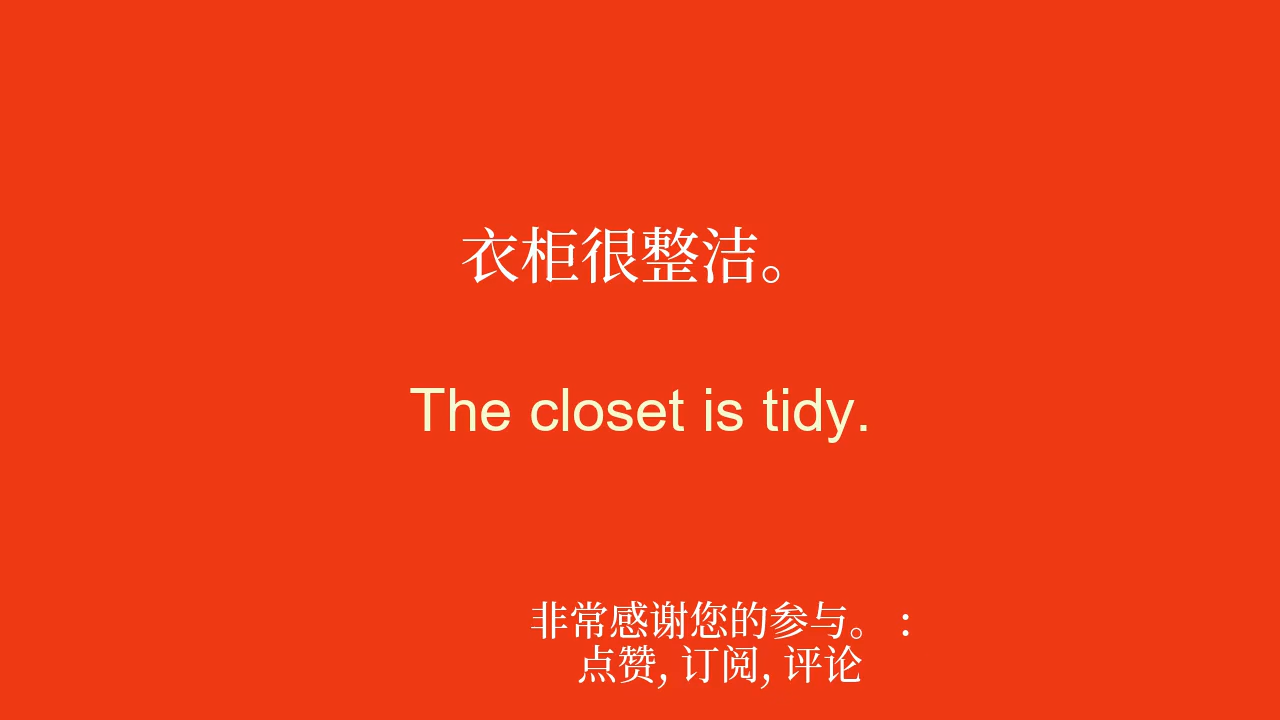 衣柜很整洁。
The closet is tidy.
非常感谢您的参与。 :
点赞, 订阅, 评论